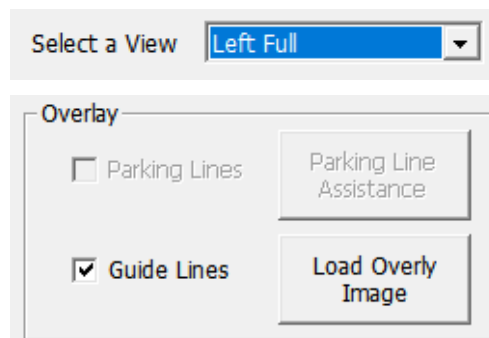 Select a View Left Full
Overlay
Parking Lines
Parking Line
Assistance
Guide Lines
Load Overly
Image